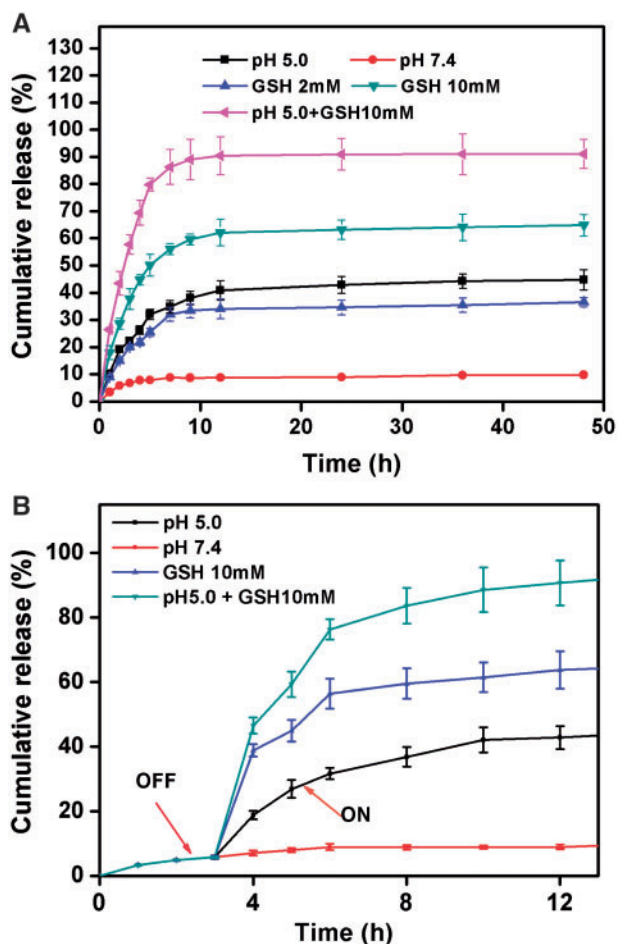 A
130
120
110
100
90
80
70
60
50
40
30
20
10
0
Cumulative release (%)
pH 5.0 pH 7.4
GSH 2mM GSH 10mM
pH 5.0+GSH10mM
0 10 20 30 40 50
Time (h)
B
pH 5.0
pH 7.4
GSH 10mM
pH5.0 + GSH10mM
100
80
60
40
20
0
Cumulative release (%)
OFF
ON
0 4 8 12
Time (h)